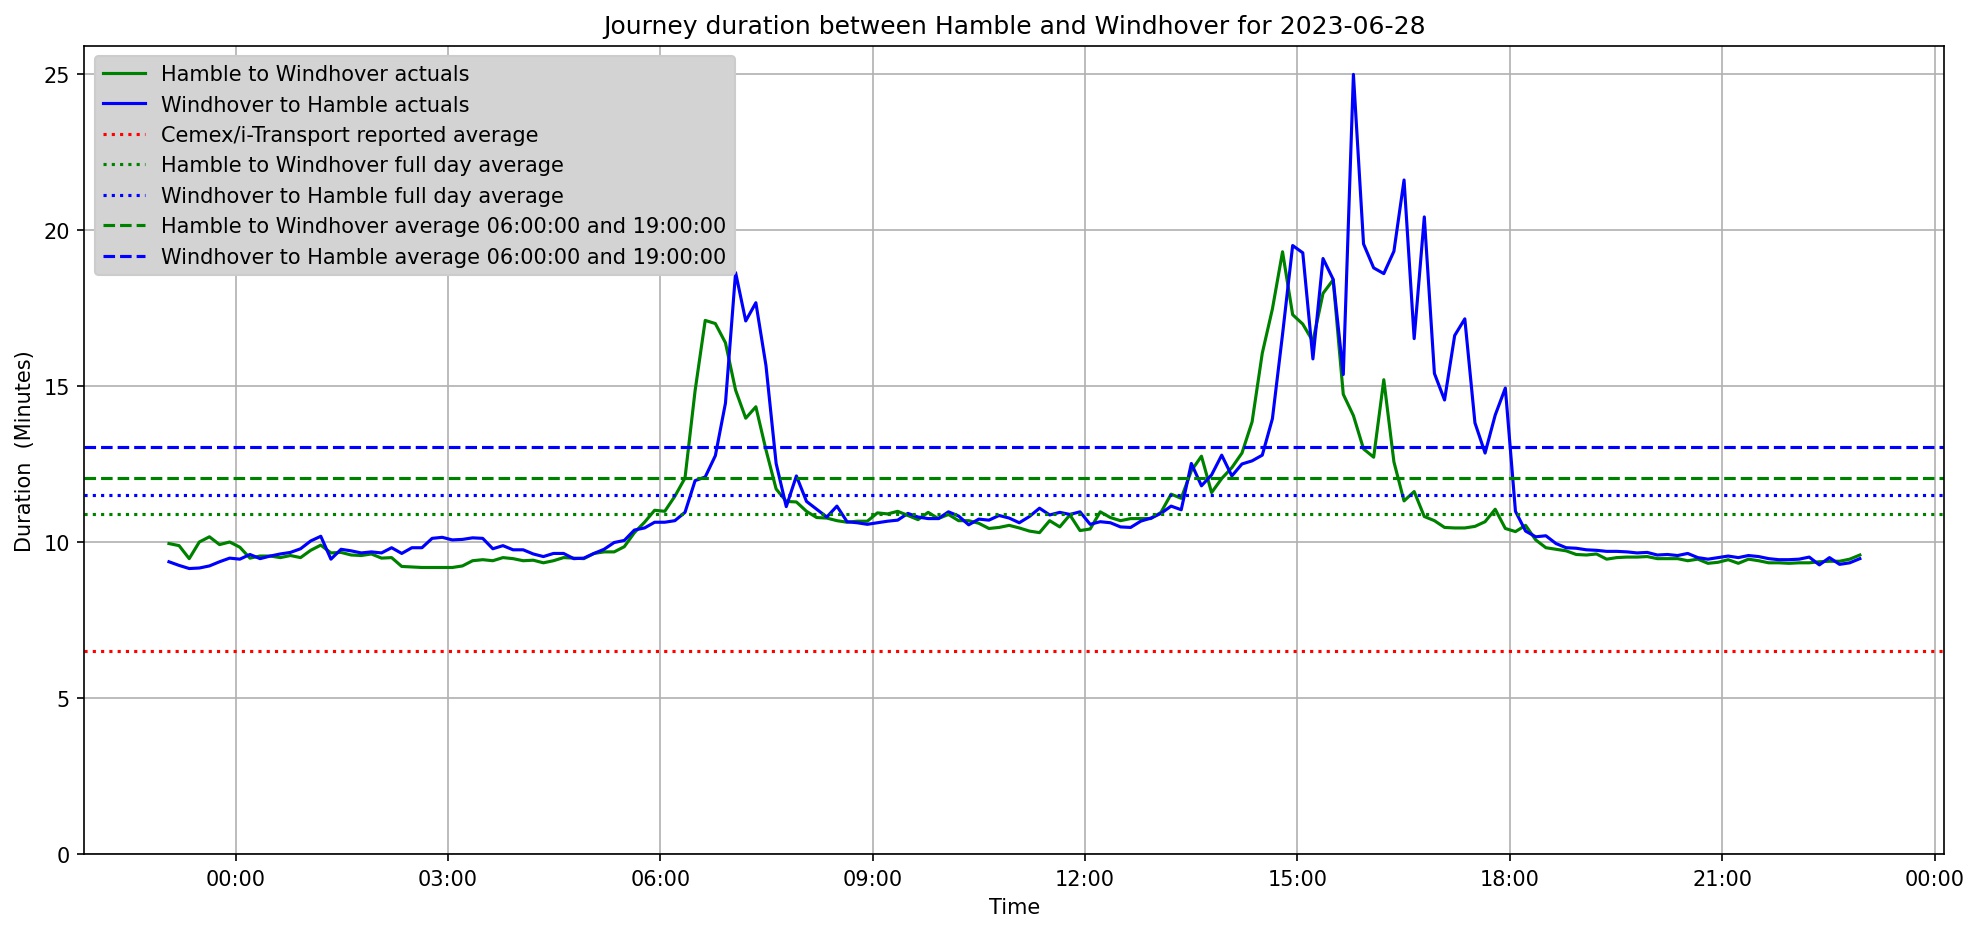 Journey duration between Hamble and Windhover for 2023-06-28
Hamble to Windhover actuals
Windhover to Hamble actuals
Cemex/i-Transport reported average
Hamble to Windhover full day average
Windhover to Hamble full day average
Hamble to Windhover average 06:00:00 and 19:00:00
Windhover to Hamble average 06:00:00 and 19:00:00
25
20
15
10
5
0
Duration (Minutes)
00:00 03:00 06:00 09:00 12:00 15:00 18:00 21:00 00:00
Time